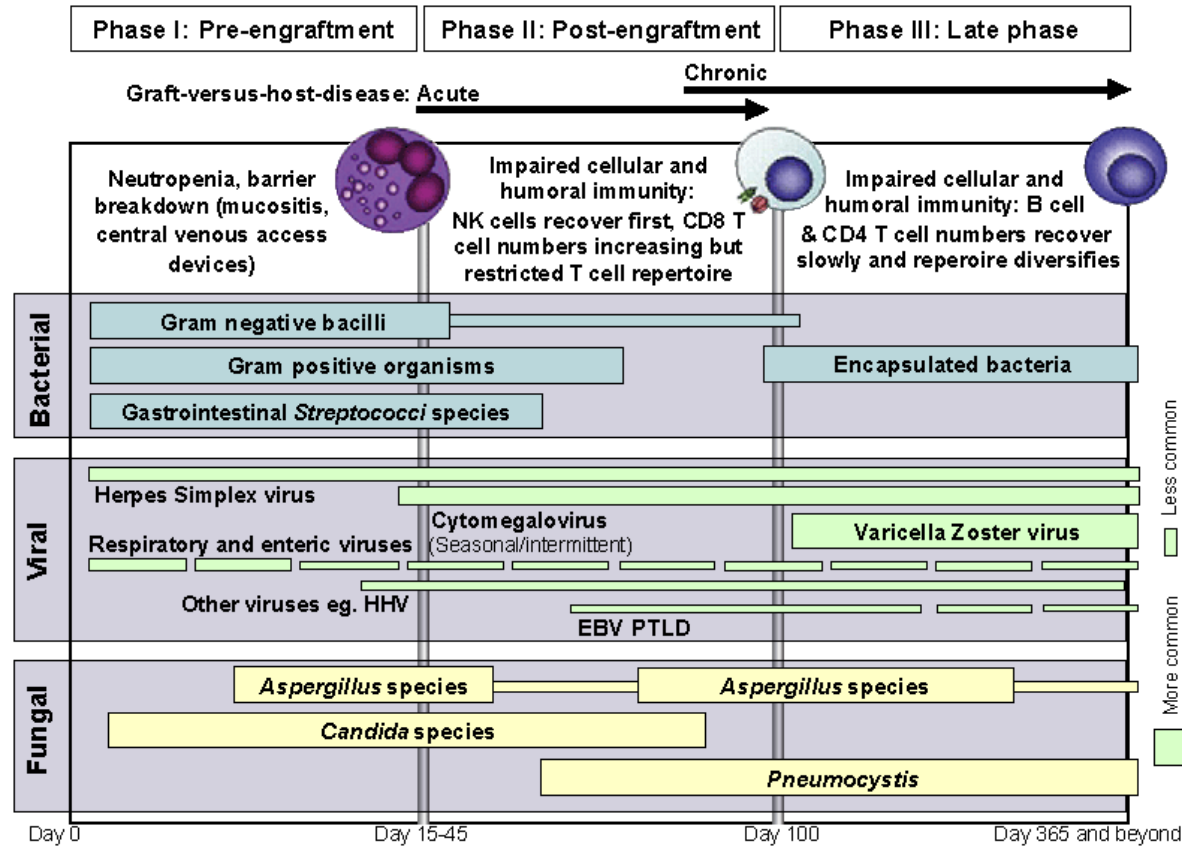 Phase I: Pre-engraftment
Phase II: Post-engraftment
Phase III: Late phase
Chronic
Graft-versus-host-disease: Acute
Neutropenia, barrier
breakdown (mucositis,
central venous access
devices)
Impaired cellular and
humoral immunity:
NK cells recover first, CD8 T
cell numbers increasing but
restricted T cell repertoire
Impaired cellular and
humoral immunity: B cell
& CD4 T cell numbers recover
slowly and reperoire diversifies
Bacterial
Gram negative bacilli
Gram positive organisms
Encapsulated bacteria
Gastrointestinal Streptococci species
Viral
Herpes Simplex virus
Cytomegalovirus
Varicella Zoster virus
Respiratory and enteric viruses
(Seasonal/intermittent)
Other viruses eg. HHV
EBV PTLD
Less common
More common
Fungal
Aspergillus species
Aspergillus species
Candida species
Pneumocystis
Day 0
Day 15-45
Day 100
Day 365 and beyond